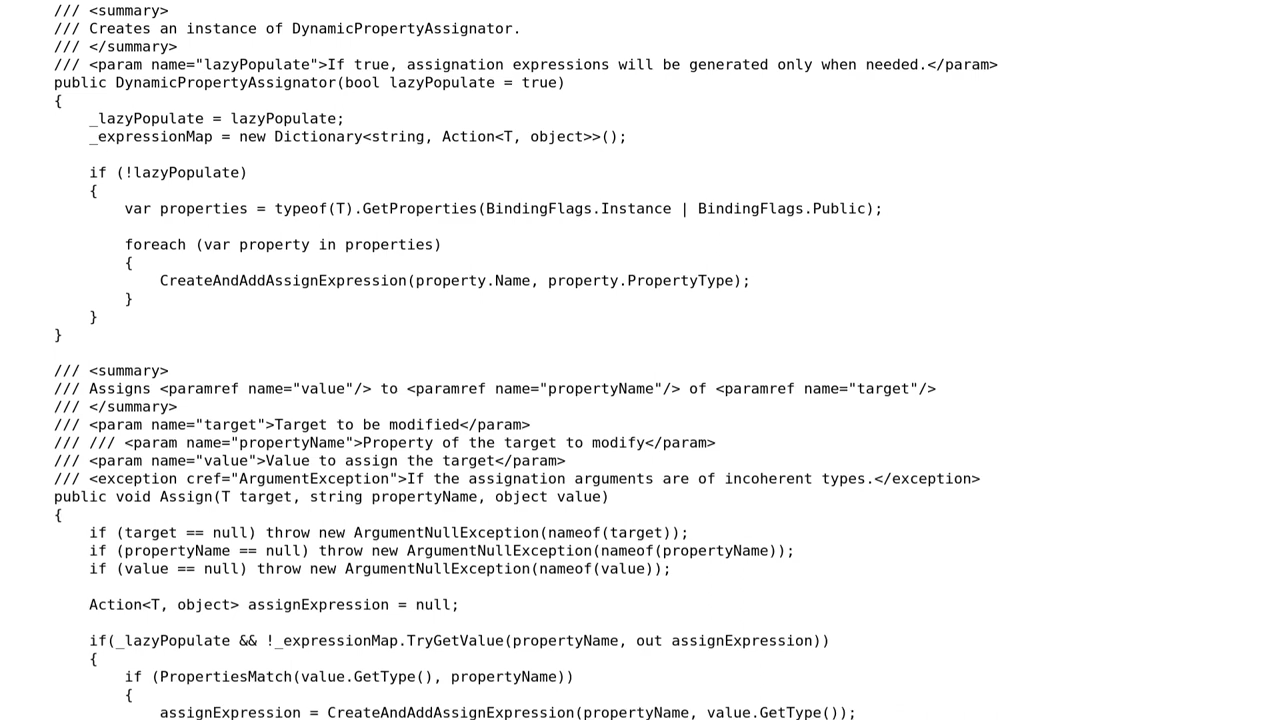 /// <summary>
/// Creates an instance of DynamicPropertyAssignator.
/// </summary>
/// <param name="lazyPopulate">If true, assignation expressions will be generated only when needed.</param>
public DynamicPropertyAssignator(bool lazyPopulate = true)
{
    _lazyPopulate = lazyPopulate;
    _expressionMap = new Dictionary<string, Action<T, object>>();

    if (!lazyPopulate)
    {
        var properties = typeof(T).GetProperties(BindingFlags.Instance | BindingFlags.Public);

        foreach (var property in properties)
        {
            CreateAndAddAssignExpression(property.Name, property.PropertyType);
        }
    }
}

/// <summary>
/// Assigns <paramref name="value"/> to <paramref name="propertyName"/> of <paramref name="target"/>
/// </summary>
/// <param name="target">Target to be modified</param>
/// /// <param name="propertyName">Property of the target to modify</param>
/// <param name="value">Value to assign the target</param>
/// <exception cref="ArgumentException">If the assignation arguments are of incoherent types.</exception>
public void Assign(T target, string propertyName, object value)
{
    if (target == null) throw new ArgumentNullException(nameof(target));
    if (propertyName == null) throw new ArgumentNullException(nameof(propertyName));
    if (value == null) throw new ArgumentNullException(nameof(value));

    Action<T, object> assignExpression = null;

    if(_lazyPopulate && !_expressionMap.TryGetValue(propertyName, out assignExpression))
    {
        if (PropertiesMatch(value.GetType(), propertyName))
        {
            assignExpression = CreateAndAddAssignExpression(propertyName, value.GetType());